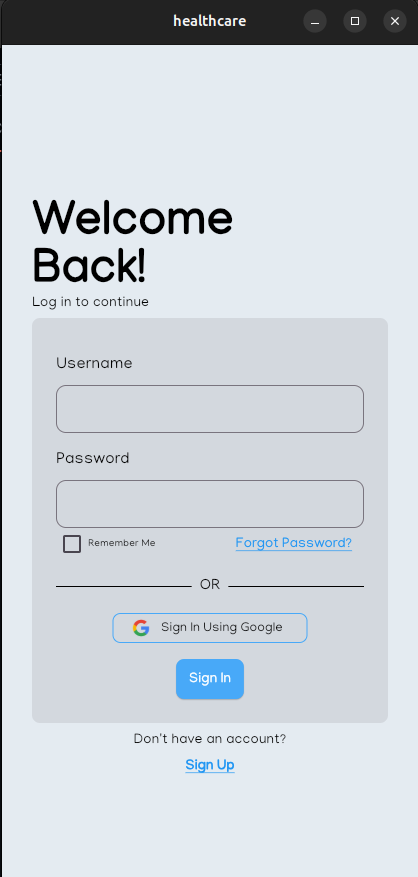 healthcare
Welcome
Back!
Log in to continue
Username
Password
Remember Me
Forgot Password?
OR
Sign In Using Google
Sign In
Don't have an account?
Sign Up